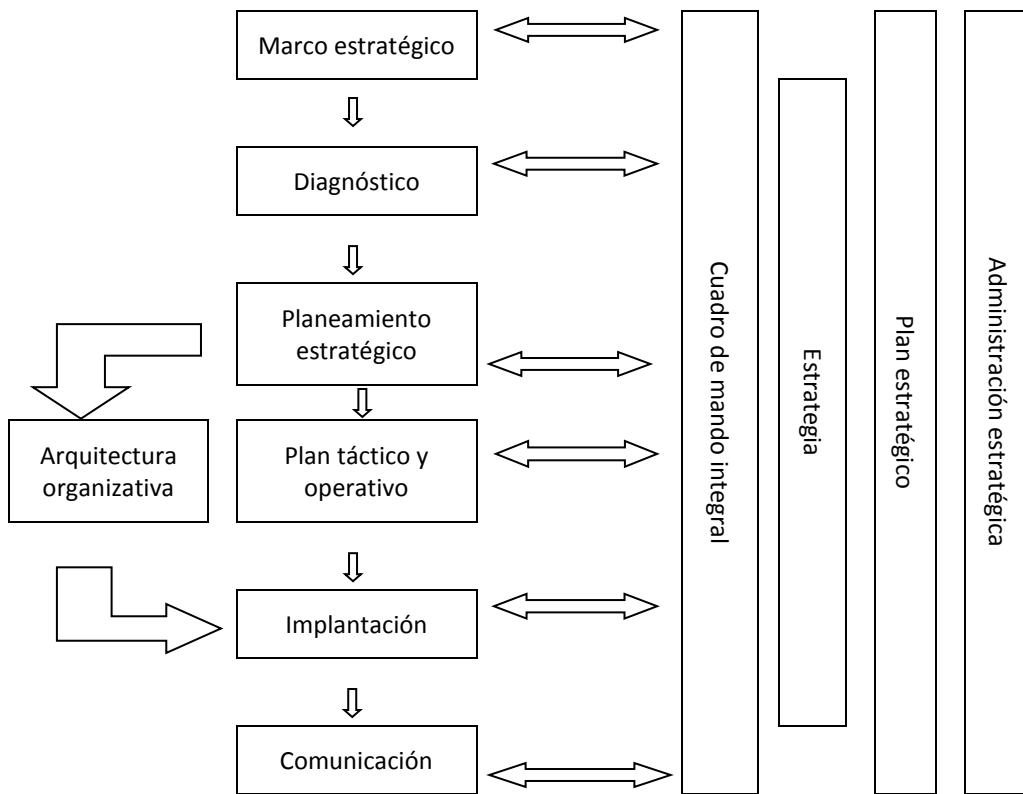 Marco estratégico
Diagnóstico
Planeamiento
estratégico
Arquitectura
organizativa
Plan táctico y
operativo
Implantación
Comunicación
Cuadro de mando integral
Estrategia
Plan estratégico
Administración estratégica